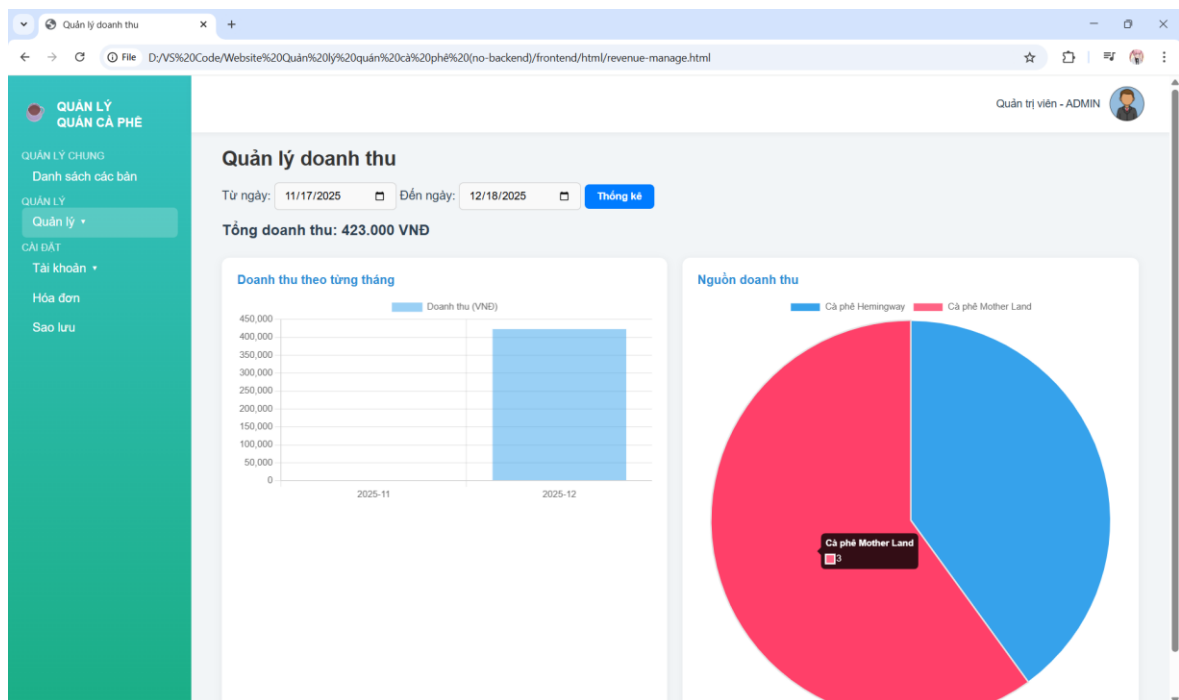 Quản lý doanh thu
File D:/VS%20Code/Website%20Quản%20lý%20quán%20cà%20phê%20(no-backend)/frontend/html/revenue-manage.html
QUẢN LÝ
QUÁN CÀ PHÊ
Quản trị viên - ADMIN
QUẢN LÝ CHUNG
Danh sách các bàn
QUẢN LÝ
Quản lý
CÀI ĐẶT
Tài khoản
Hóa đơn
Sao lưu
Quản lý doanh thu
Từ ngày: 11/17/2025 Đến ngày: 12/18/2025 Thống kê
Tổng doanh thu: 423.000 VNĐ
Doanh thu theo từng tháng
Doanh thu (VNĐ)
450,000
400,000
350,000
300,000
250,000
200,000
150,000
100,000
50,000
0
2025-11 2025-12
Nguồn doanh thu
Cà phê Hemingway Cà phê Mother Land
Cà phê Mother Land
3